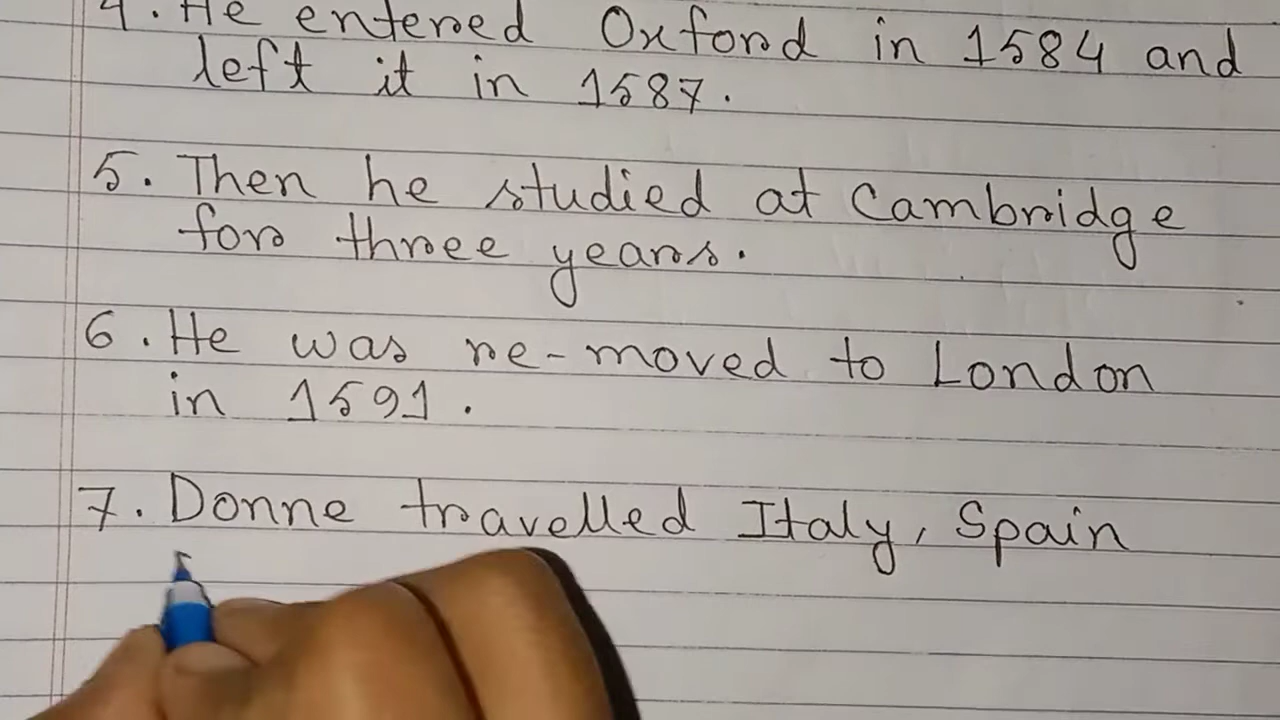 4. He entered Oxford in 1584 and
left it in 1587.
5. Then he studied at Cambridge
for three years.
6. He was re-moved to London
in 1591.
7. Donne travelled Italy, Spain